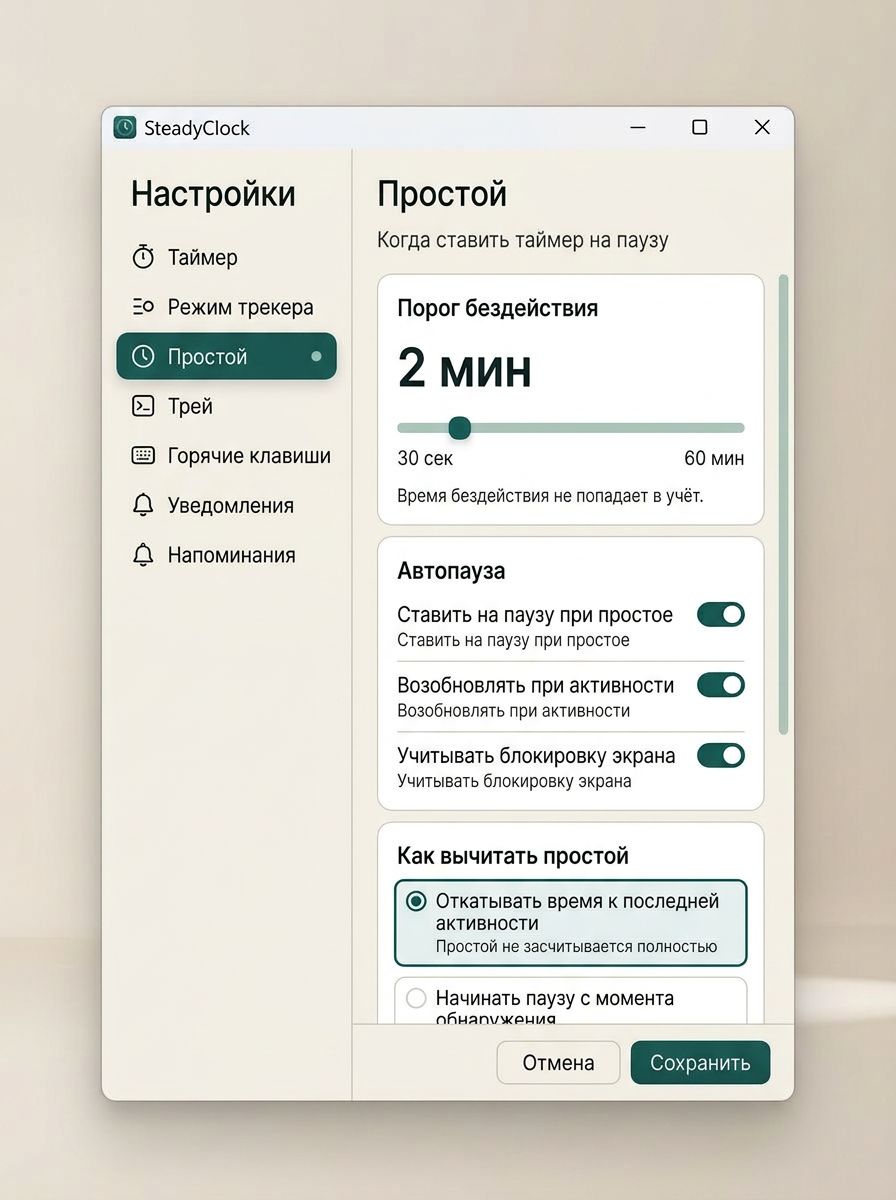 SteadyClock
Настройки
Таймер
Режим трекера
Простой
Трей
Горячие клавиши
Уведомления
Напоминания
Простой
Когда ставить таймер на паузу
Порог бездействия
2 мин
30 сек
60 мин
Время бездействия не попадает в учёт.
Автопауза
Ставить на паузу при простое
Ставить на паузу при простое
Возобновлять при активности
Возобновлять при активности
Учитывать блокировку экрана
Учитывать блокировку экрана
Как вычитать простой
Откатывать время к последней
активности
Простой не засчитывается полностью
Начинать паузу с момента
обнаружения
Отмена
Сохранить